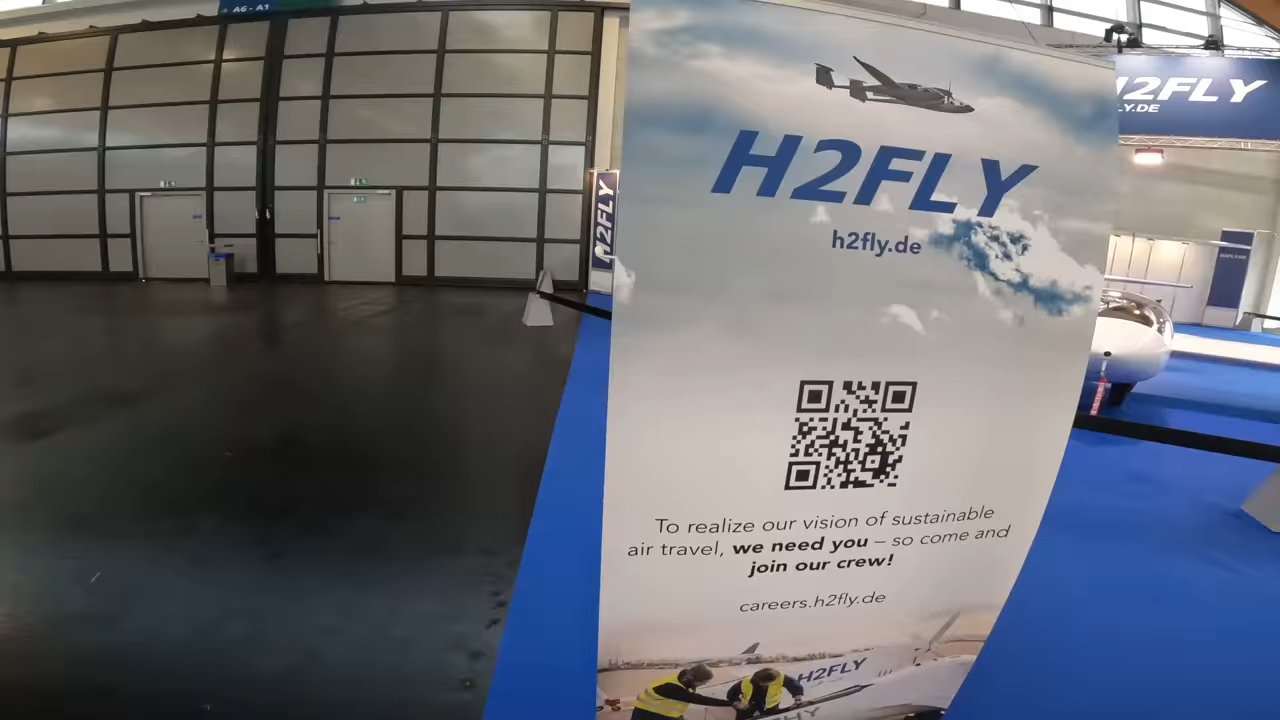 A6 - A1
H2FLY
H2FLY
h2fly.de
To realize our vision of sustainable
air travel, we need you – so come and
join our crew!
careers.h2fly.de
H2FLY
H2FLY
LY.DE